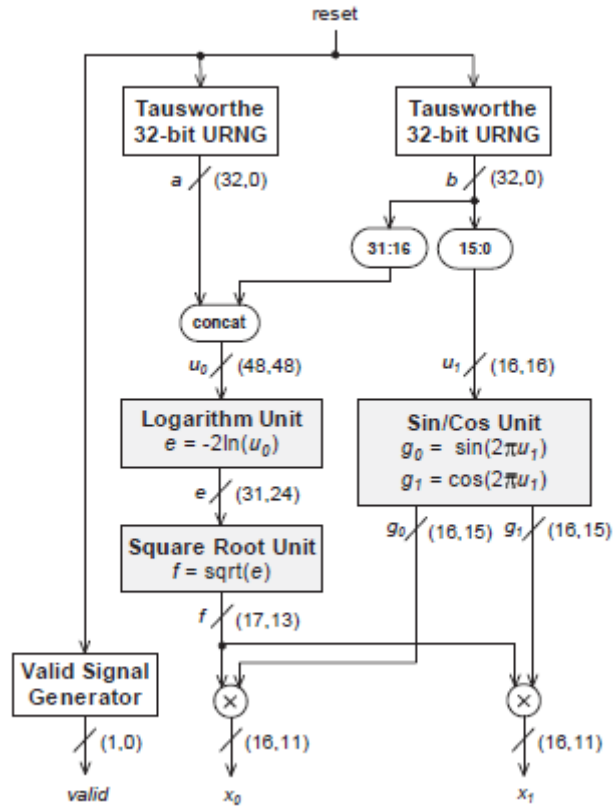 reset
Tausworthe
32-bit URNG
Tausworthe
32-bit URNG
a (32,0)
b (32,0)
31:16
15:0
concat
u₀ (48,48)
u₁ (16,16)
Logarithm Unit
e = -2ln(u₀)
Sin/Cos Unit
g₀ = sin(2πu₁)
g₁ = cos(2πu₁)
e (31,24)
g₀ (16,15)
g₁ (16,15)
Square Root Unit
f = sqrt(e)
f (17,13)
Valid Signal
Generator
×
×
(1,0)
(16,11)
(16,11)
valid
x₀
x₁